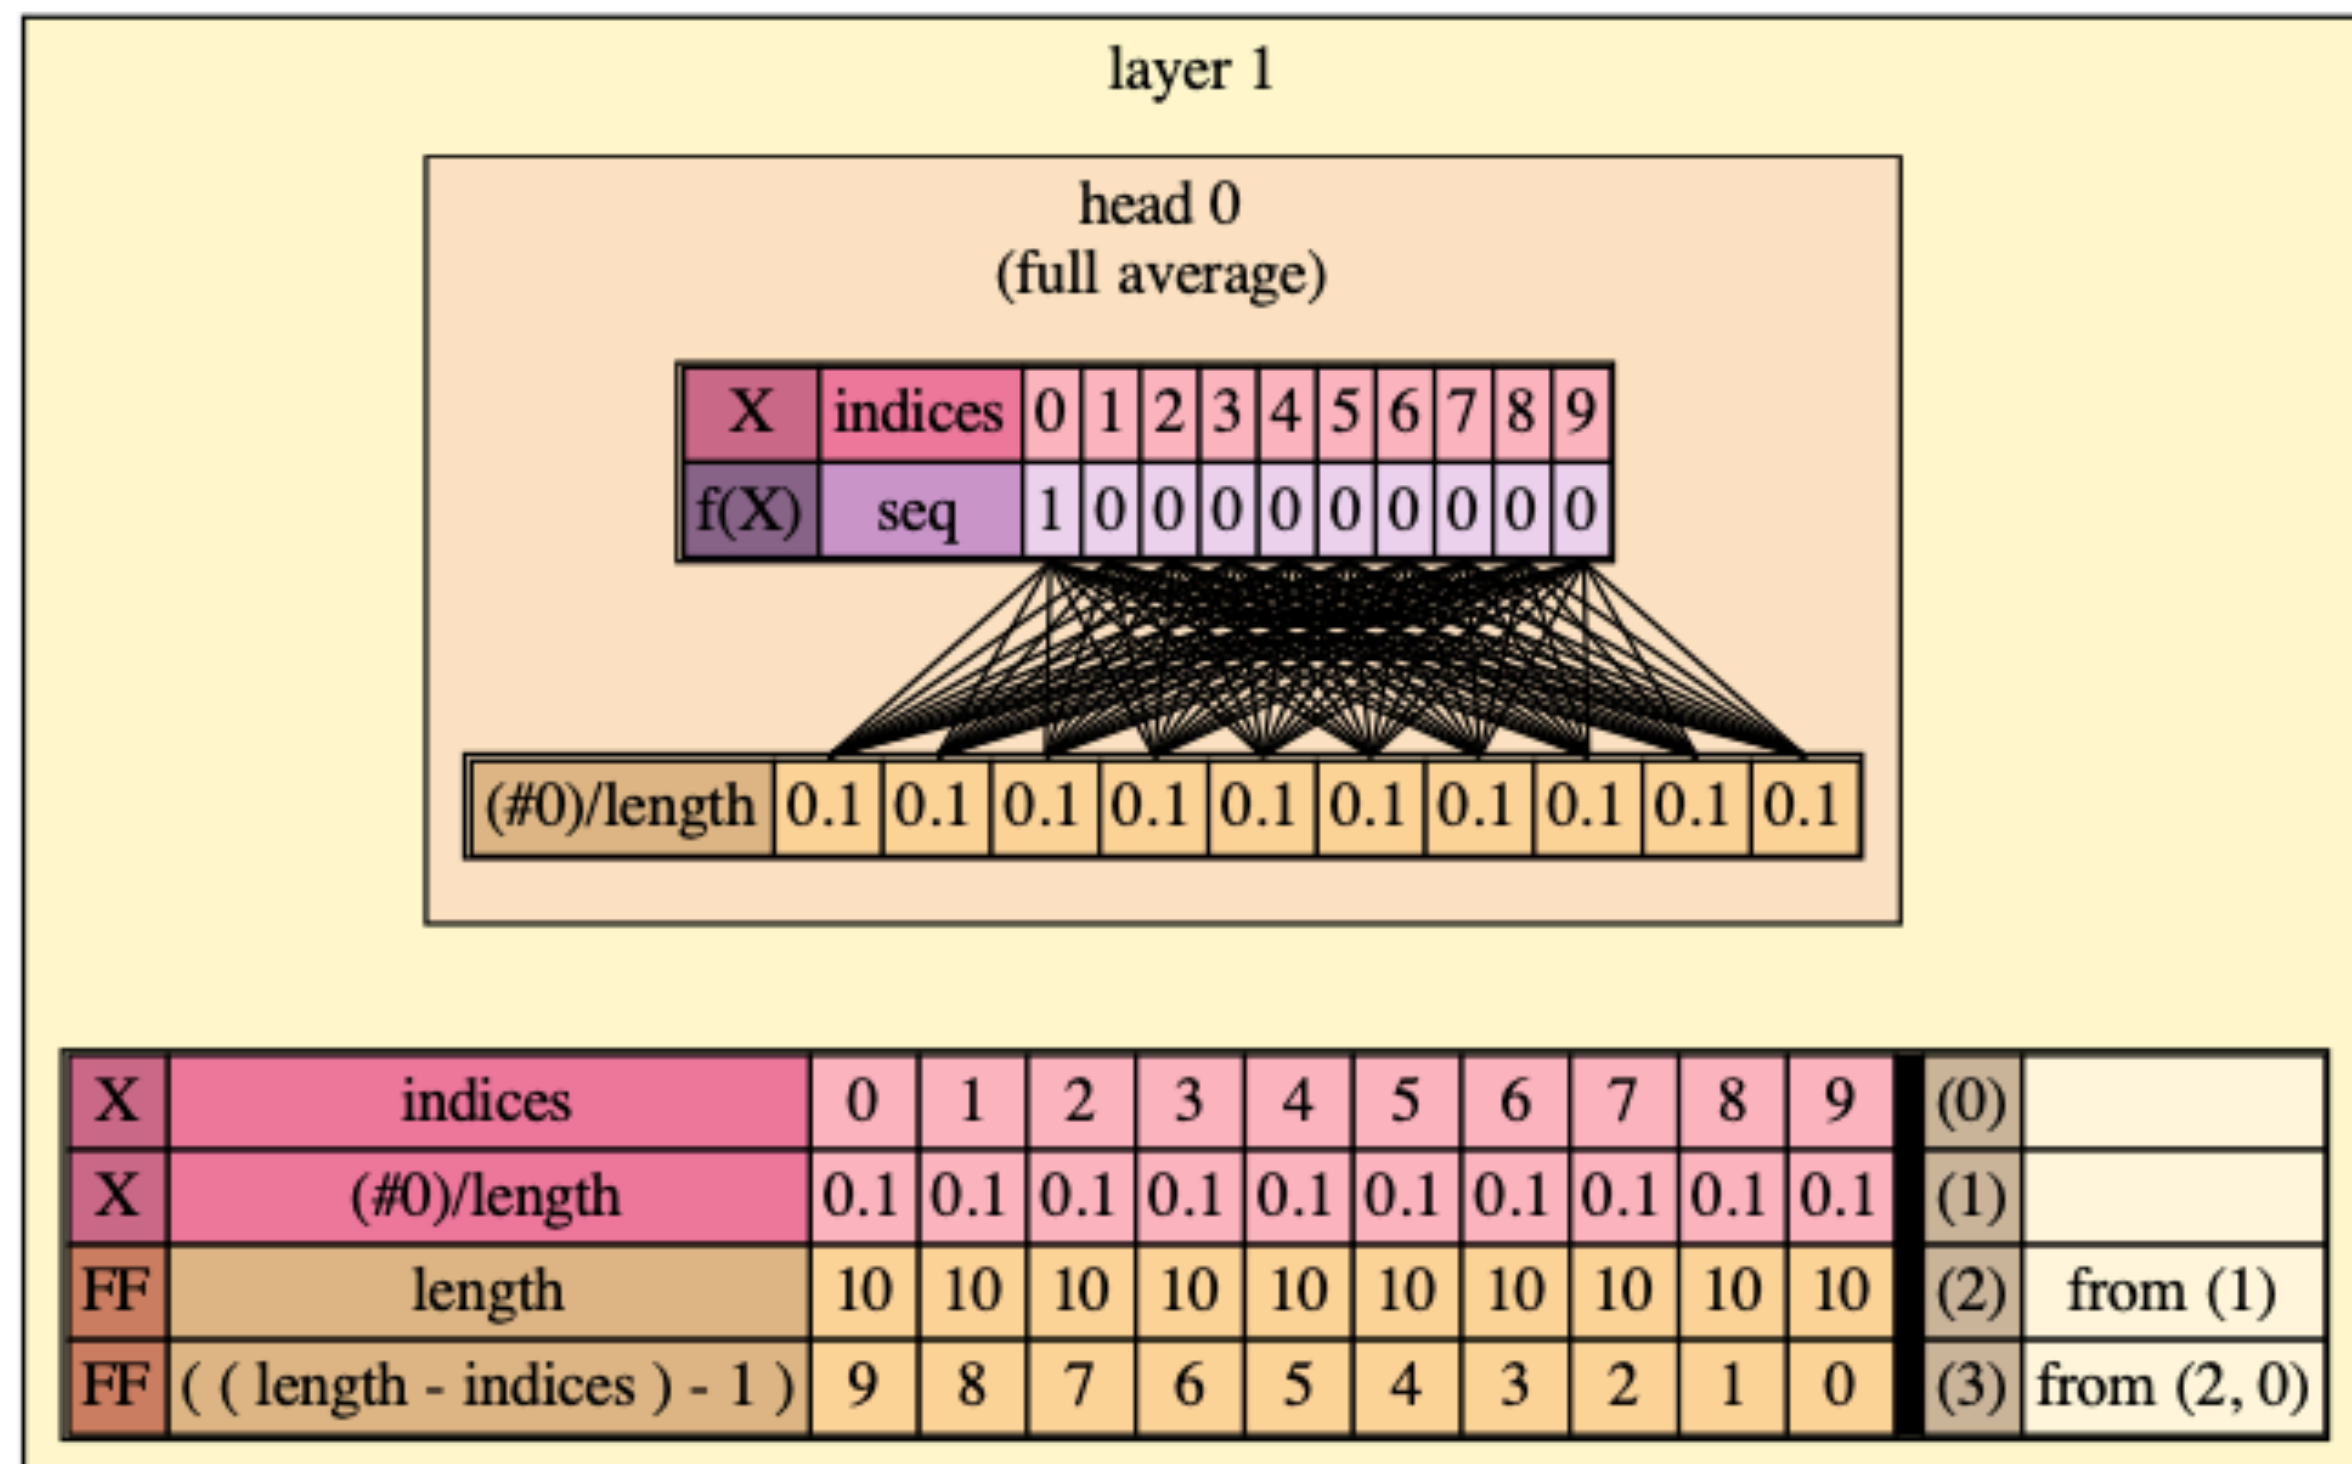 layer 1
head 0
(full average)
X indices 0 1 2 3 4 5 6 7 8 9
f(X) seq 1 0 0 0 0 0 0 0 0 0
(#0)/length 0.1 0.1 0.1 0.1 0.1 0.1 0.1 0.1 0.1 0.1
X indices 0 1 2 3 4 5 6 7 8 9 (0)
X (#0)/length 0.1 0.1 0.1 0.1 0.1 0.1 0.1 0.1 0.1 0.1 (1)
FF length 10 10 10 10 10 10 10 10 10 10 (2) from (1)
FF ( ( length - indices ) - 1 ) 9 8 7 6 5 4 3 2 1 0 (3) from (2, 0)